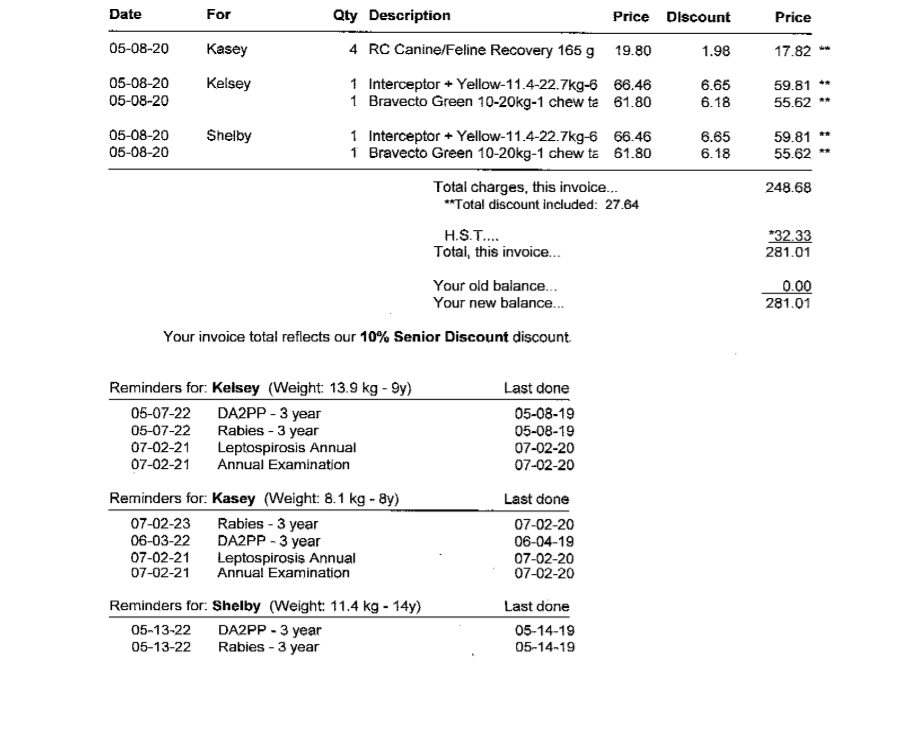 Date For Qty Description Price Discount Price
05-08-20 Kasey 4 RC Canine/Feline Recovery 165 g 19.80 1.98 17.82 **
05-08-20 Kelsey 1 Interceptor + Yellow-11.4-22.7kg-6 66.46 6.65 59.81 **
05-08-20 1 Bravecto Green 10-20kg-1 chew ta 61.80 6.18 55.62 **
05-08-20 Shelby 1 Interceptor + Yellow-11.4-22.7kg-6 66.46 6.65 59.81 **
05-08-20 1 Bravecto Green 10-20kg-1 chew ta 61.80 6.18 55.62 **
Total charges, this invoice... 248.68
**Total discount included: 27.64
H.S.T.... *32.33
Total, this invoice... 281.01
Your old balance... 0.00
Your new balance... 281.01
Your invoice total reflects our 10% Senior Discount discount.
Reminders for: Kelsey (Weight: 13.9 kg - 9y) Last done
05-07-22 DA2PP - 3 year 05-08-19
05-07-22 Rabies - 3 year 05-08-19
07-02-21 Leptospirosis Annual 07-02-20
07-02-21 Annual Examination 07-02-20
Reminders for: Kasey (Weight: 8.1 kg - 8y) Last done
07-02-23 Rabies - 3 year 07-02-20
06-03-22 DA2PP - 3 year 06-04-19
07-02-21 Leptospirosis Annual 07-02-20
07-02-21 Annual Examination 07-02-20
Reminders for: Shelby (Weight: 11.4 kg - 14y) Last done
05-13-22 DA2PP - 3 year 05-14-19
05-13-22 Rabies - 3 year 05-14-19